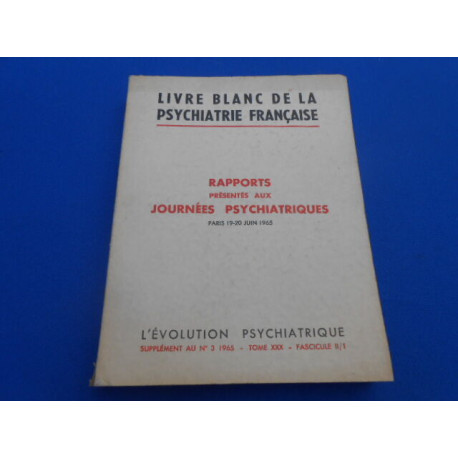 LIVRE BLANC DE LA
PSYCHIATRIE FRANÇAISE
RAPPORTS
PRÉSENTÉS AUX
JOURNÉES PSYCHIATRIQUES
PARIS 19-20 JUIN 1965
L'ÉVOLUTION PSYCHIATRIQUE
SUPPLÉMENT AU N° 3 1965 - TOME XXX - FASCICULE II/1